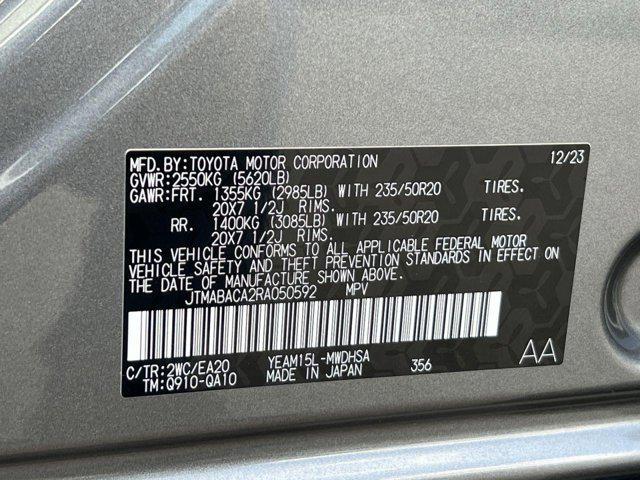 MFD. BY:TOYOTA MOTOR CORPORATION 12/23
GVWR:2550KG (5620LB)
GAWR:FRT. 1355KG (2985LB) WITH 235/50R20 TIRES.
20X7 1/2J RIMS.
RR. 1400KG (3085LB) WITH 235/50R20 TIRES.
20X7 1/2J RIMS.
THIS VEHICLE CONFORMS TO ALL APPLICABLE FEDERAL MOTOR
VEHICLE SAFETY AND THEFT PREVENTION STANDARDS IN EFFECT ON
THE DATE OF MANUFACTURE SHOWN ABOVE.
JTMABACA2RA050592 MPV
C/TR:2WC/EA20 YEAM15L-MWDHSA 356 AA
TM:Q910-QA10 MADE IN JAPAN